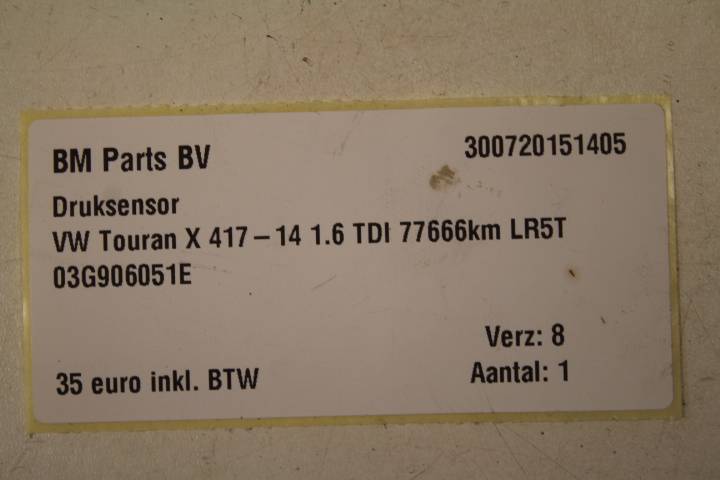 BM Parts BV 300720151405
Druksensor
VW Touran X 417-14 1.6 TDI 77666km LR5T
03G906051E
Verz: 8
35 euro inkl. BTW Aantal: 1